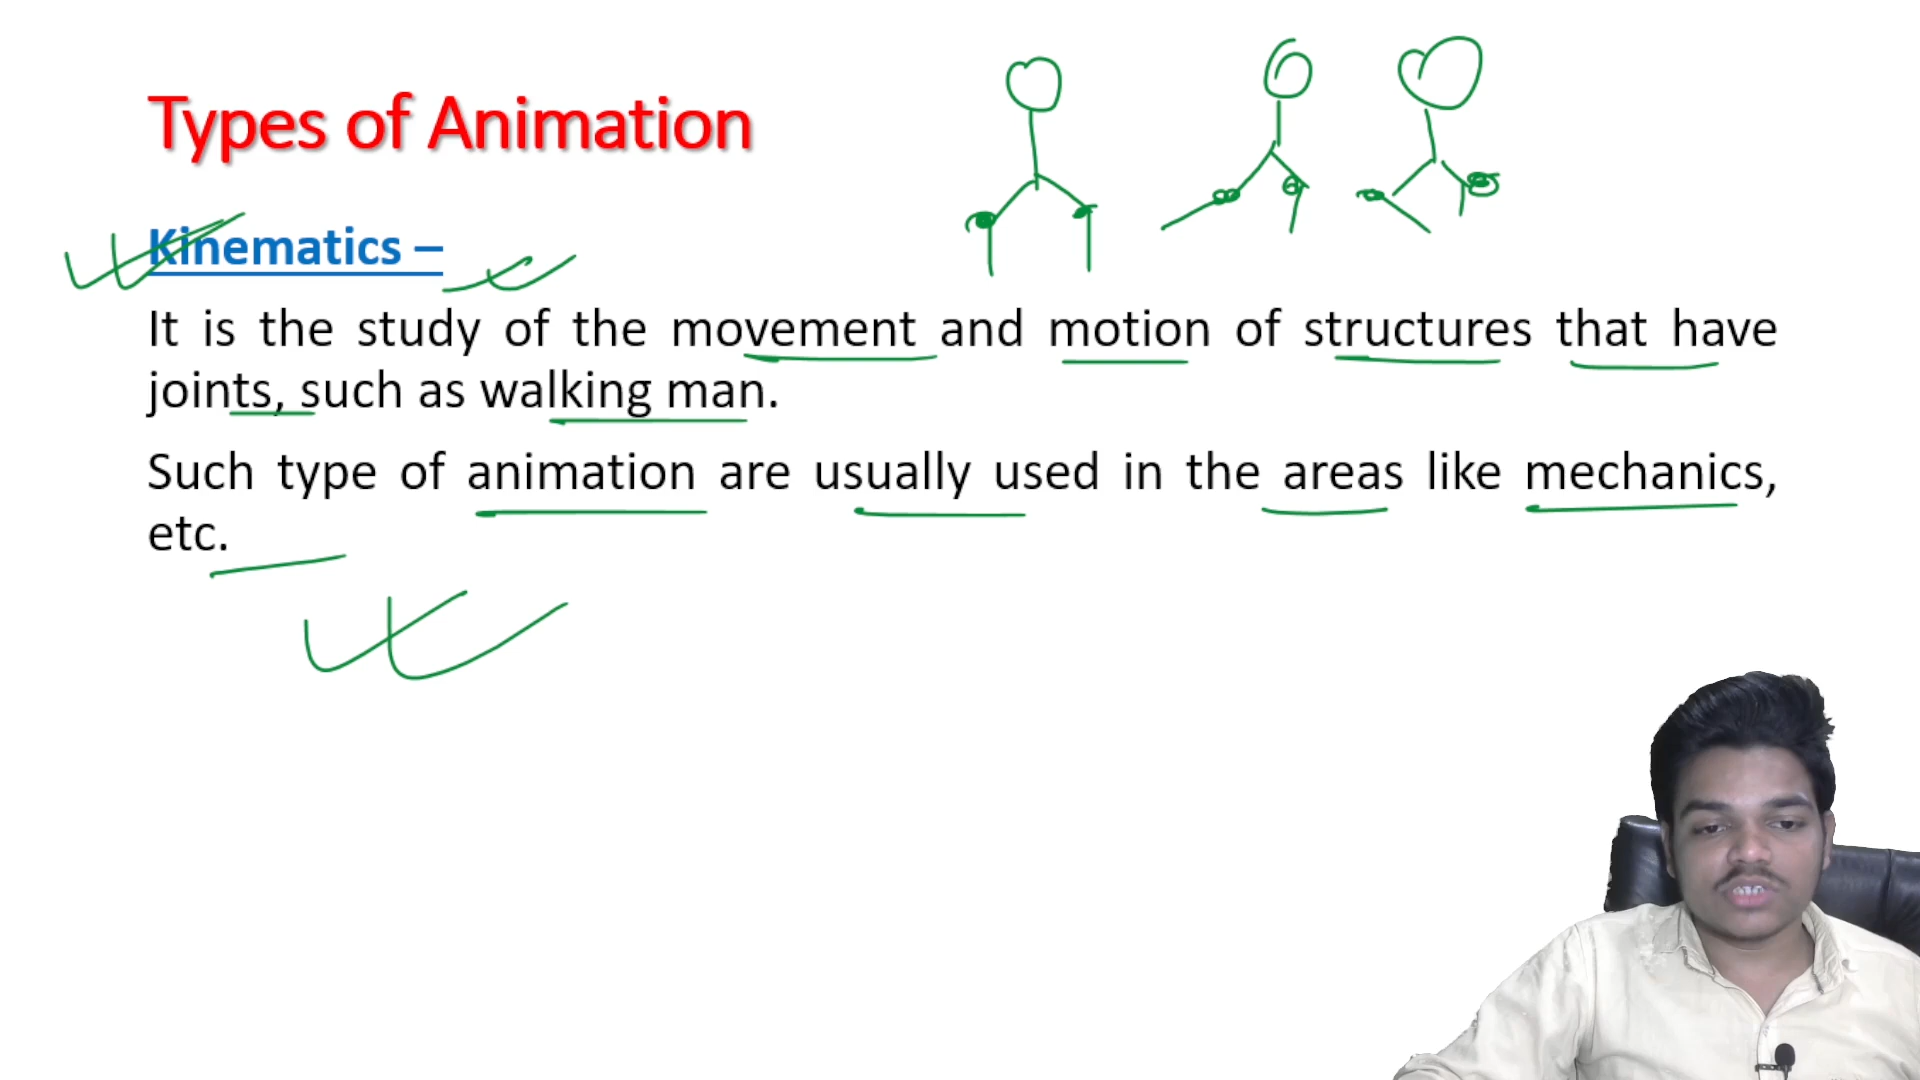 Types of Animation
Kinematics –
It is the study of the movement and motion of structures that have
joints, such as walking man.
Such type of animation are usually used in the areas like mechanics,
etc.